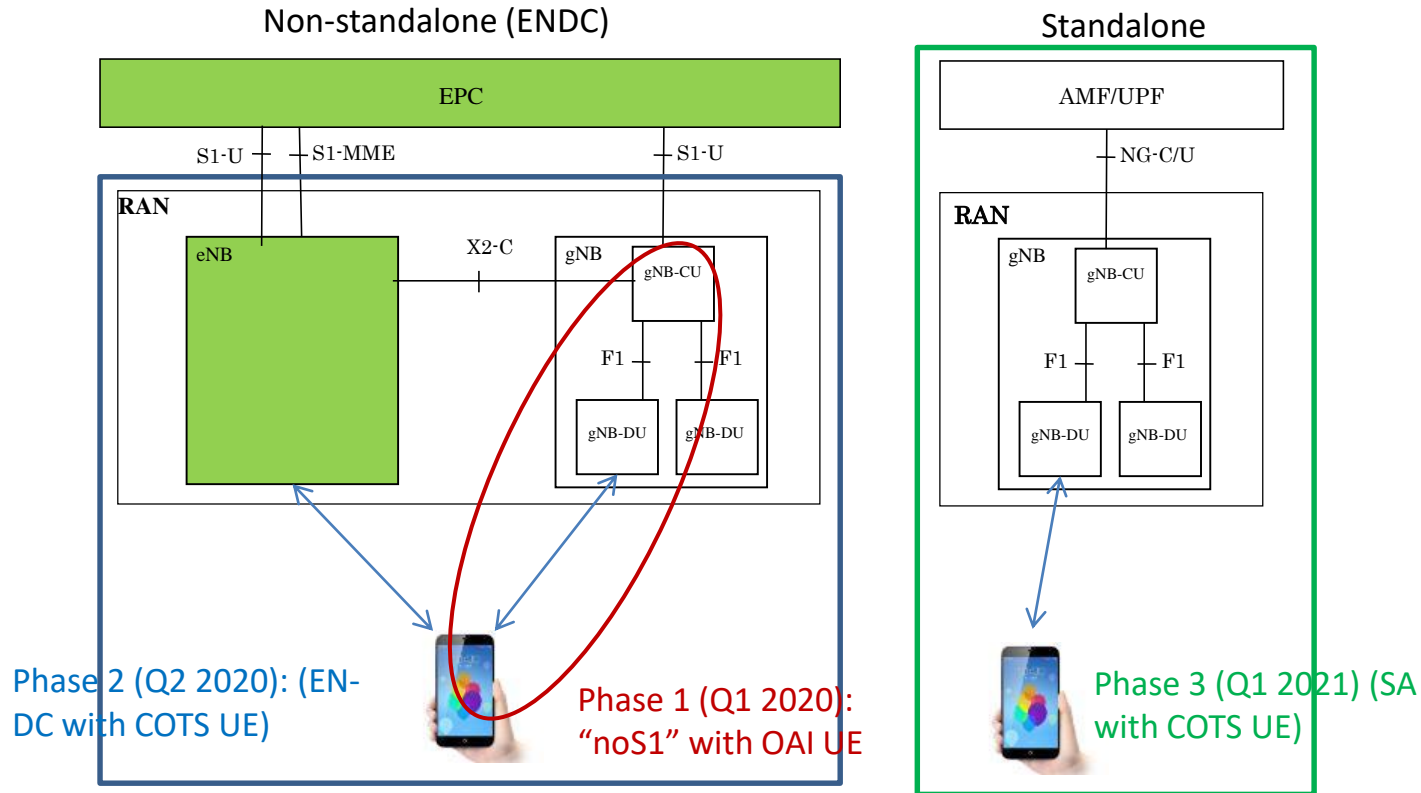 Non-standalone (ENDC)
Standalone
EPC
AMF/UPF
S1-U
S1-MME
S1-U
NG-C/U
RAN
RAN
eNB
X2-C
gNB
gNB-CU
gNB
gNB-CU
F1
F1
F1
F1
gNB-DU
gNB-DU
gNB-DU
gNB-DU
Phase 2 (Q2 2020): (EN-
DC with COTS UE)
Phase 1 (Q1 2020):
“noS1” with OAI UE
Phase 3 (Q1 2021) (SA
with COTS UE)